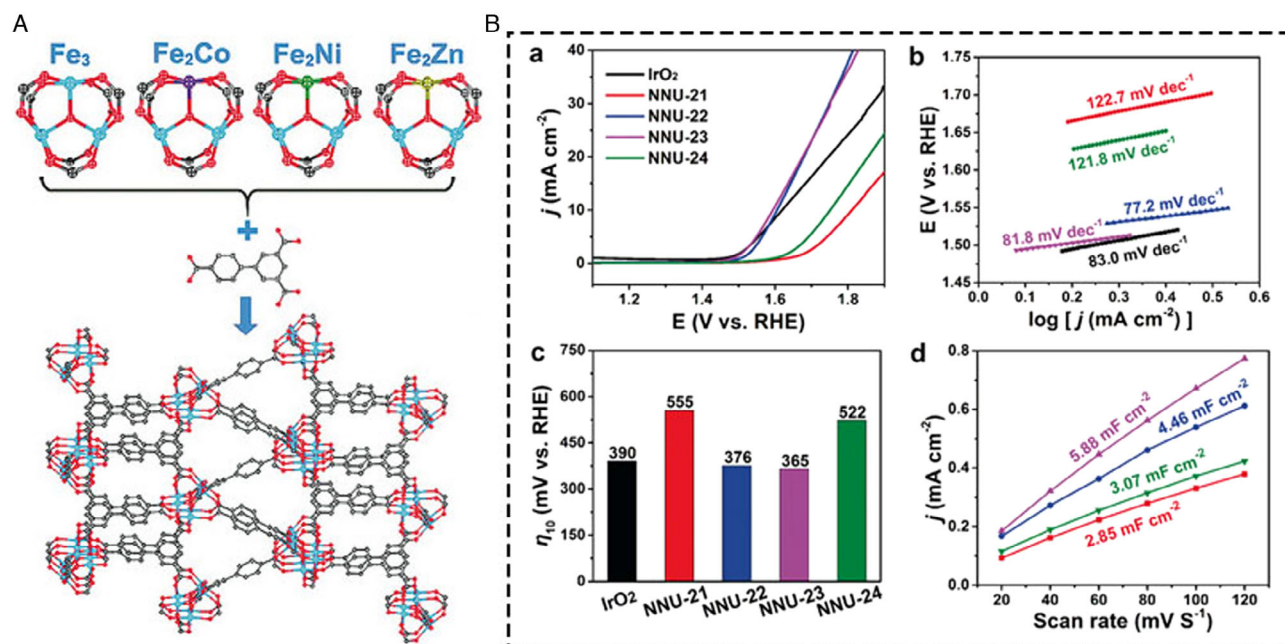 A
Fe₃ Fe₂Co Fe₂Ni Fe₂Zn
+
B
a
j (mA cm⁻²)
40
30
20
10
0
IrO₂
NNU-21
NNU-22
NNU-23
NNU-24
1.2 1.4 1.6 1.8
E (V vs. RHE)
b
E (V vs. RHE)
1.75
1.70
1.65
1.60
1.55
1.50
1.45
122.7 mV dec⁻¹
121.8 mV dec⁻¹
77.2 mV dec⁻¹
81.8 mV dec⁻¹
83.0 mV dec⁻¹
0.0 0.1 0.2 0.3 0.4 0.5 0.6
log [ j (mA cm⁻²) ]
c
η₁₀ (mV vs. RHE)
750
600
450
300
150
0
390 555 376 365 522
IrO₂ NNU-21 NNU-22 NNU-23 NNU-24
d
j (mA cm⁻²)
0.8
0.6
0.4
0.2
0.0
5.88 mF cm⁻²
4.46 mF cm⁻²
3.07 mF cm⁻²
2.85 mF cm⁻²
20 40 60 80 100 120
Scan rate (mV S⁻¹)